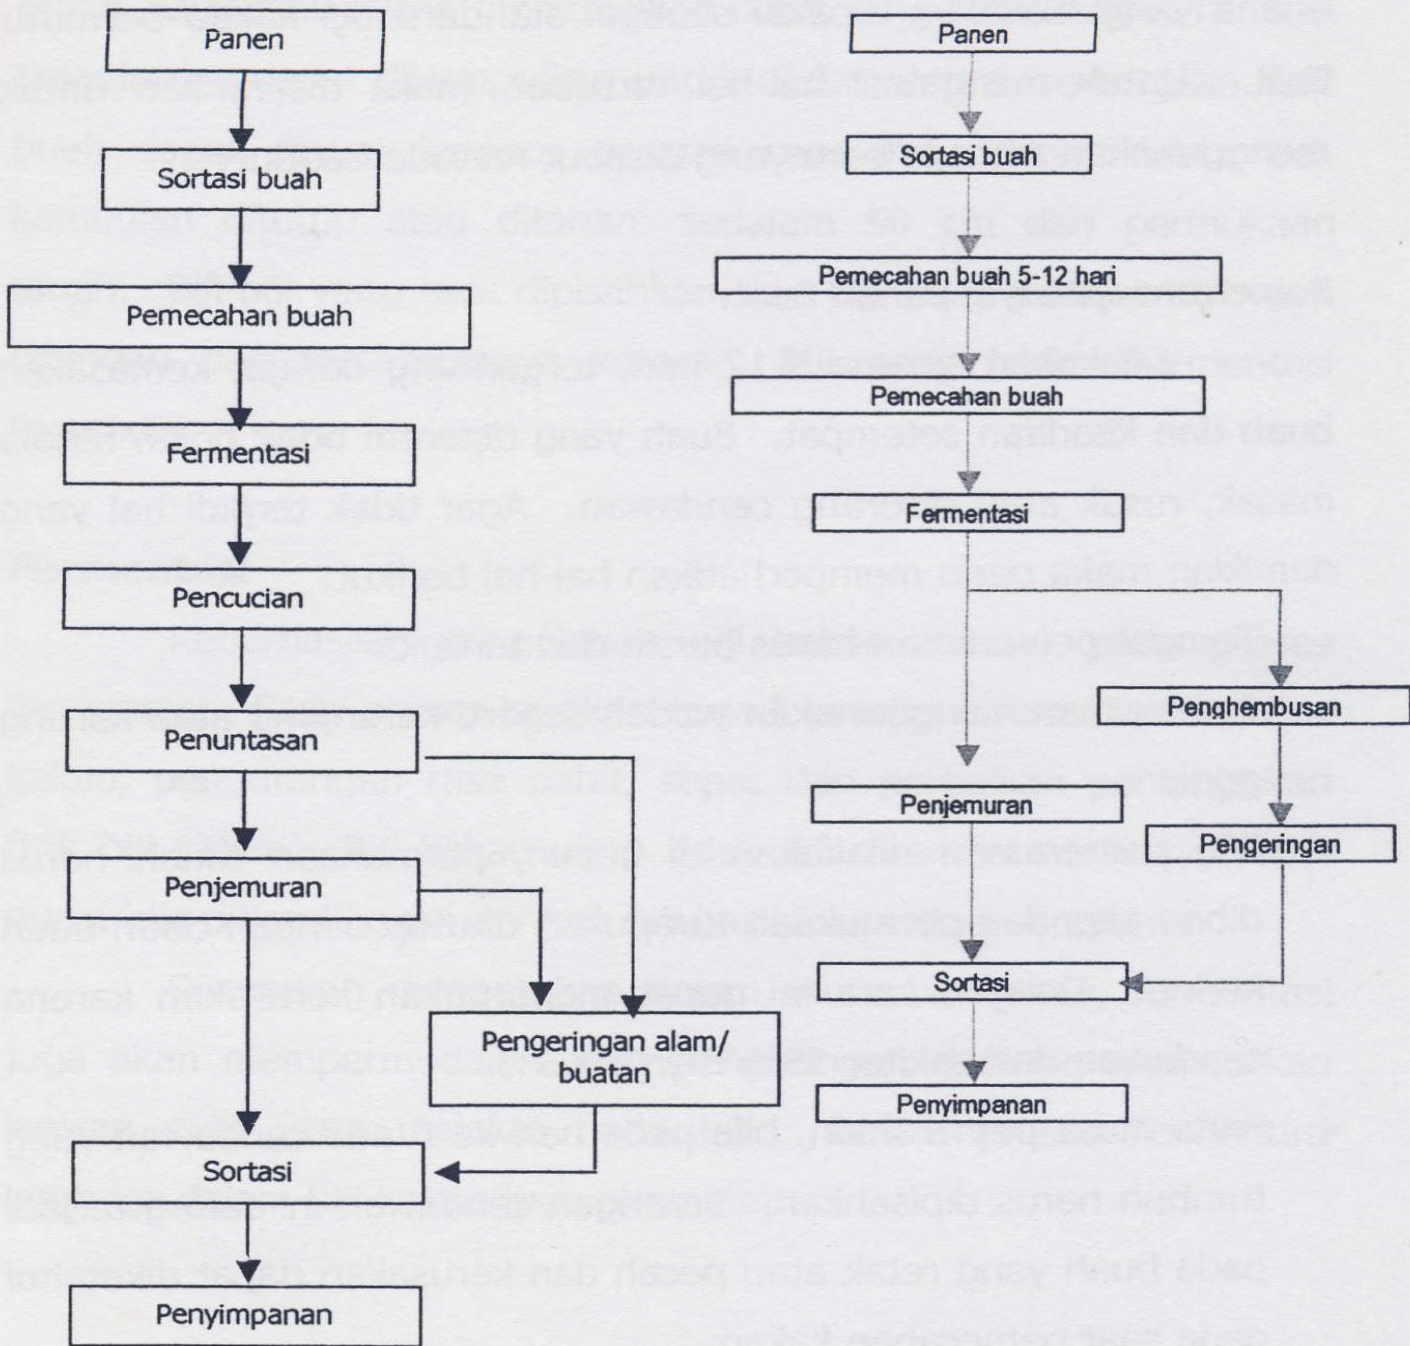 Panen
Sortasi buah
Pemecahan buah
Fermentasi
Pencucian
Penuntasan
Penjemuran
Pengeringan alam/
buatan
Sortasi
Penyimpanan
Panen
Sortasi buah
Pemecahan buah 5-12 hari
Pemecahan buah
Fermentasi
Penghembusan
Penjemuran
Pengeringan
Sortasi
Penyimpanan